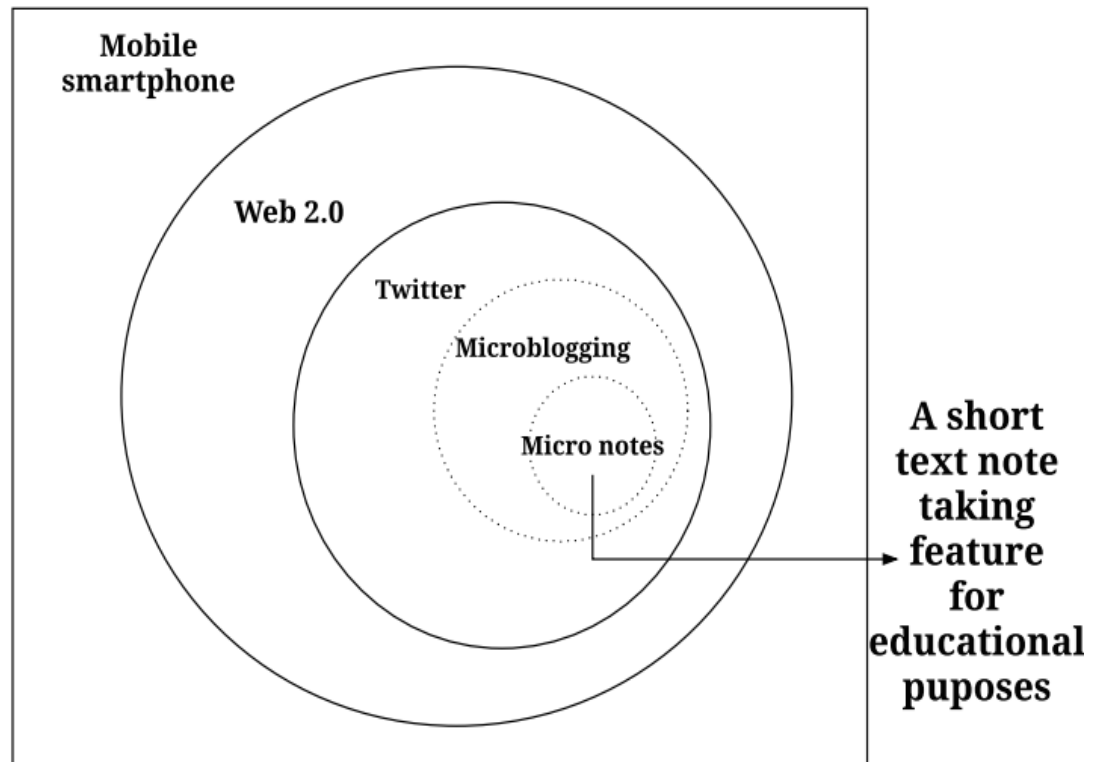 Mobile
smartphone
Web 2.0
Twitter
Microblogging
Micro notes
A short
text note
taking
feature
for
educational
puposes